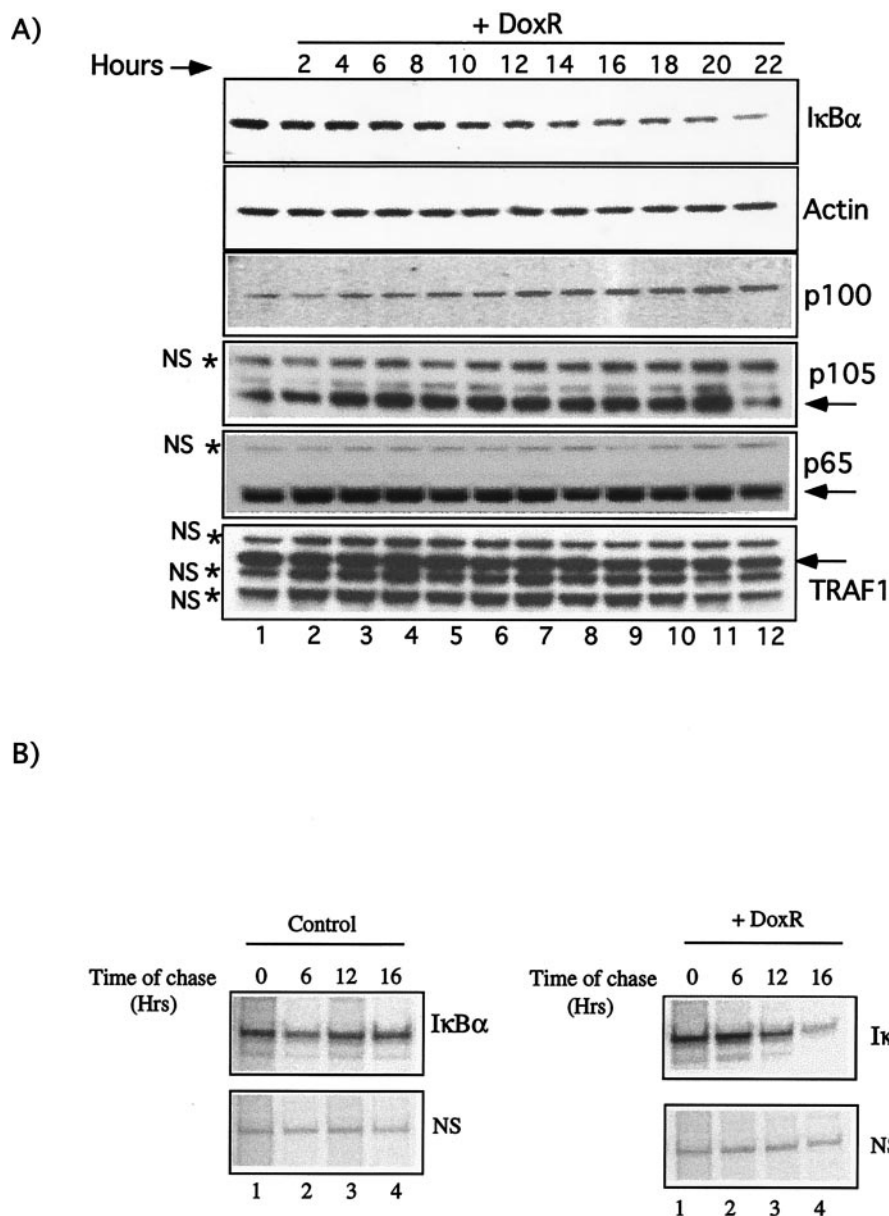 A)
+ DoxR
Hours → 2 4 6 8 10 12 14 16 18 20 22
IκBα
Actin
p100
NS *
p105
NS *
p65
NS *
NS *
TRAF1
NS *
1 2 3 4 5 6 7 8 9 10 11 12
B)
Control
Time of chase 0 6 12 16
(Hrs)
IκBα
NS
1 2 3 4
+ DoxR
Time of chase 0 6 12 16
(Hrs)
Iκ
NS
1 2 3 4